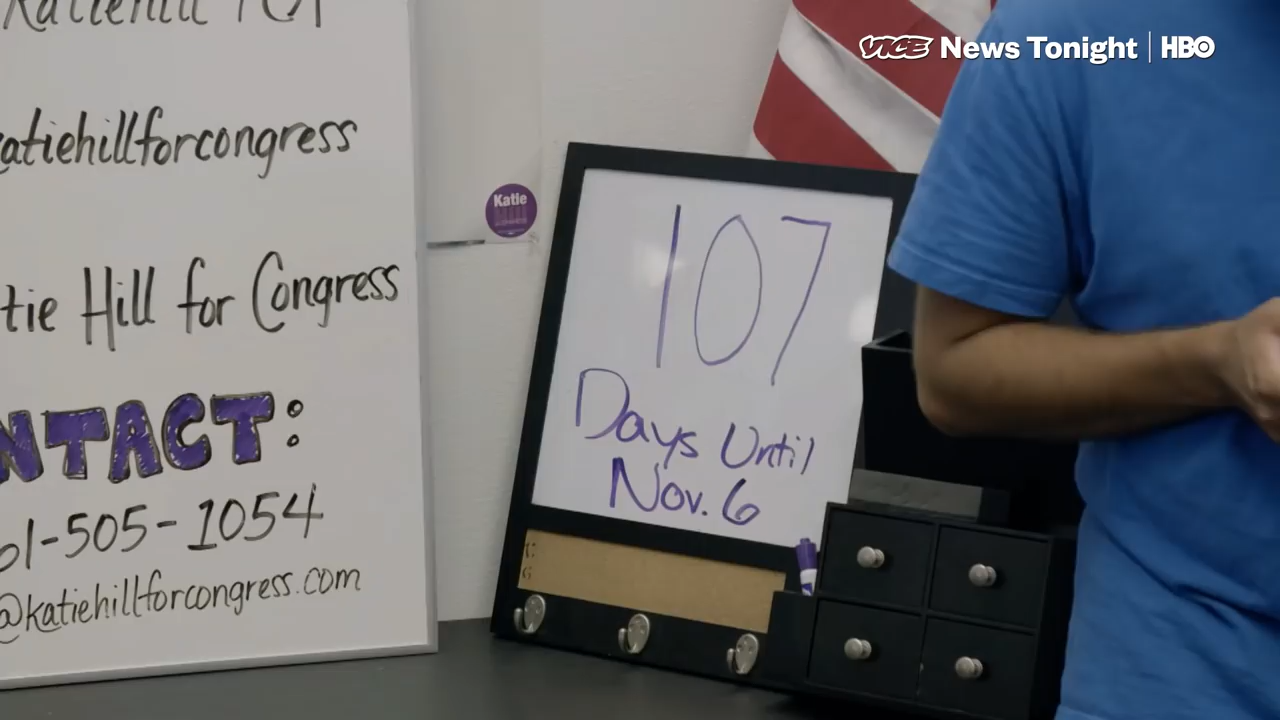 VICE News Tonight | HBO
atiehillforcongress
Katie
tie Hill for Congress
107
Days Until
Nov. 6
NTACT:
01-505-1054
@katiehillforcongress.com